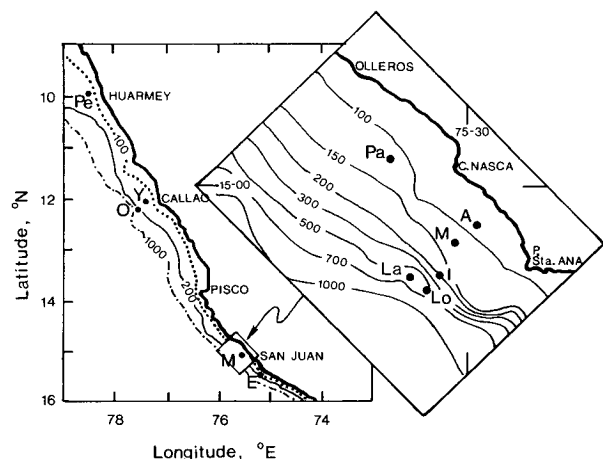 10
12
14
16
Latitude, °N
78
76
74
Longitude, °E
Pe
HUARMEY
100
Y
CALLAO
O
1000
200
PISCO
M
SAN JUAN
E
OLLEROS
100
75-30
Pa
C.NASCA
150
15-00
200
A
300
M
500
P.
Sta.ANA
700
La
I
Lo
1000